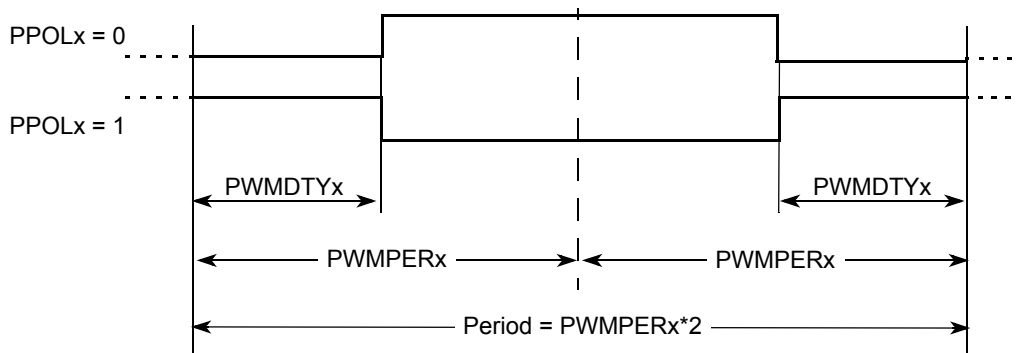 PPOLx = 0
PPOLx = 1
PWMDTYx PWMDTYx
PWMPERx PWMPERx
Period = PWMPERx*2